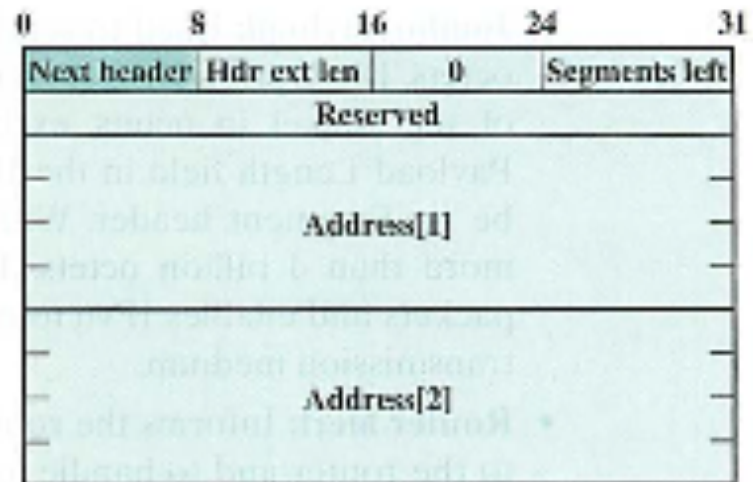 0 8 16 24 31
Next header Hdr ext len 0 Segments left
Reserved
Address[1]
Address[2]